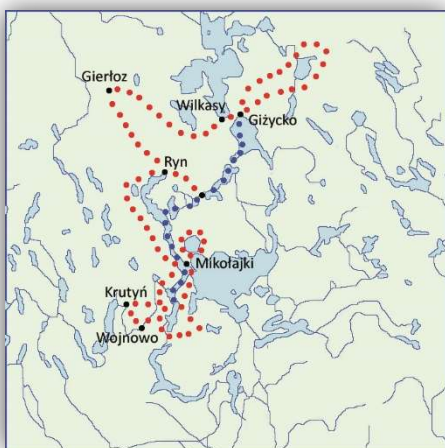 Gierłoz
Wilkasy
Giżycko
Ryn
Mikołajki
Krutyń
Wojnowo